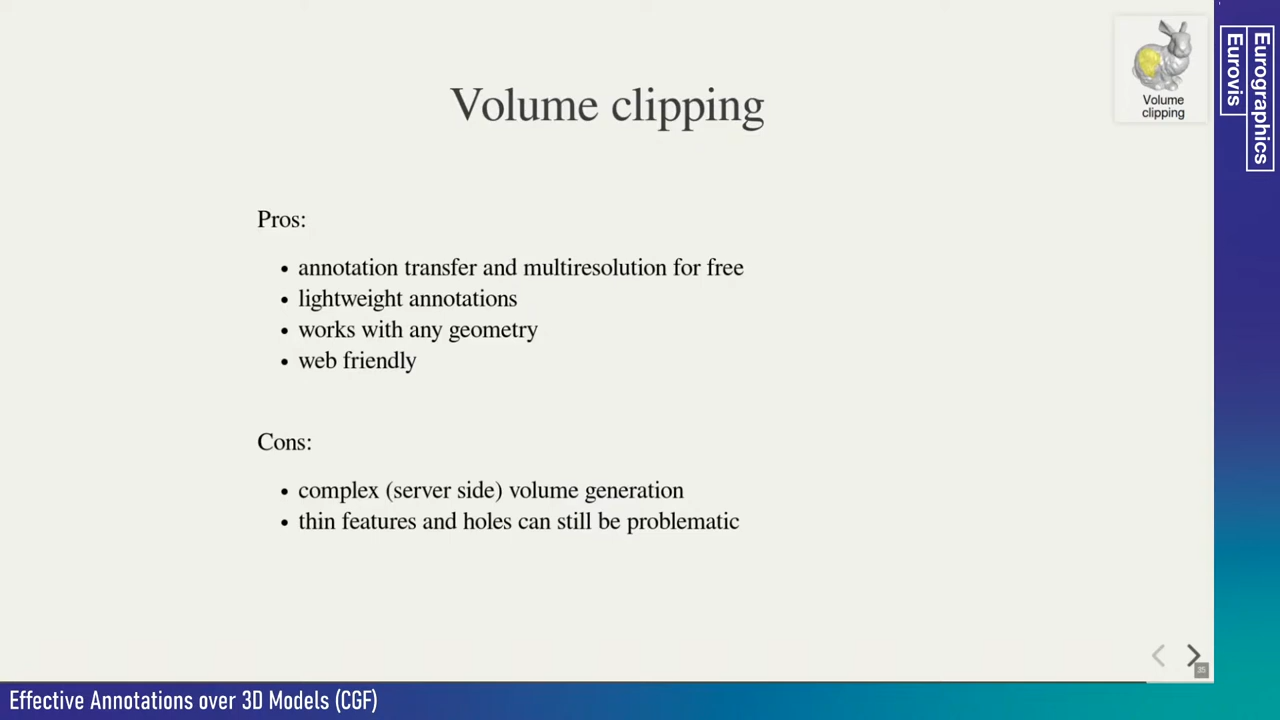 Volume clipping
Volume
clipping
Eurographics
Eurovis
Pros:
• annotation transfer and multiresolution for free
• lightweight annotations
• works with any geometry
• web friendly
Cons:
• complex (server side) volume generation
• thin features and holes can still be problematic
Effective Annotations over 3D Models (CGF)